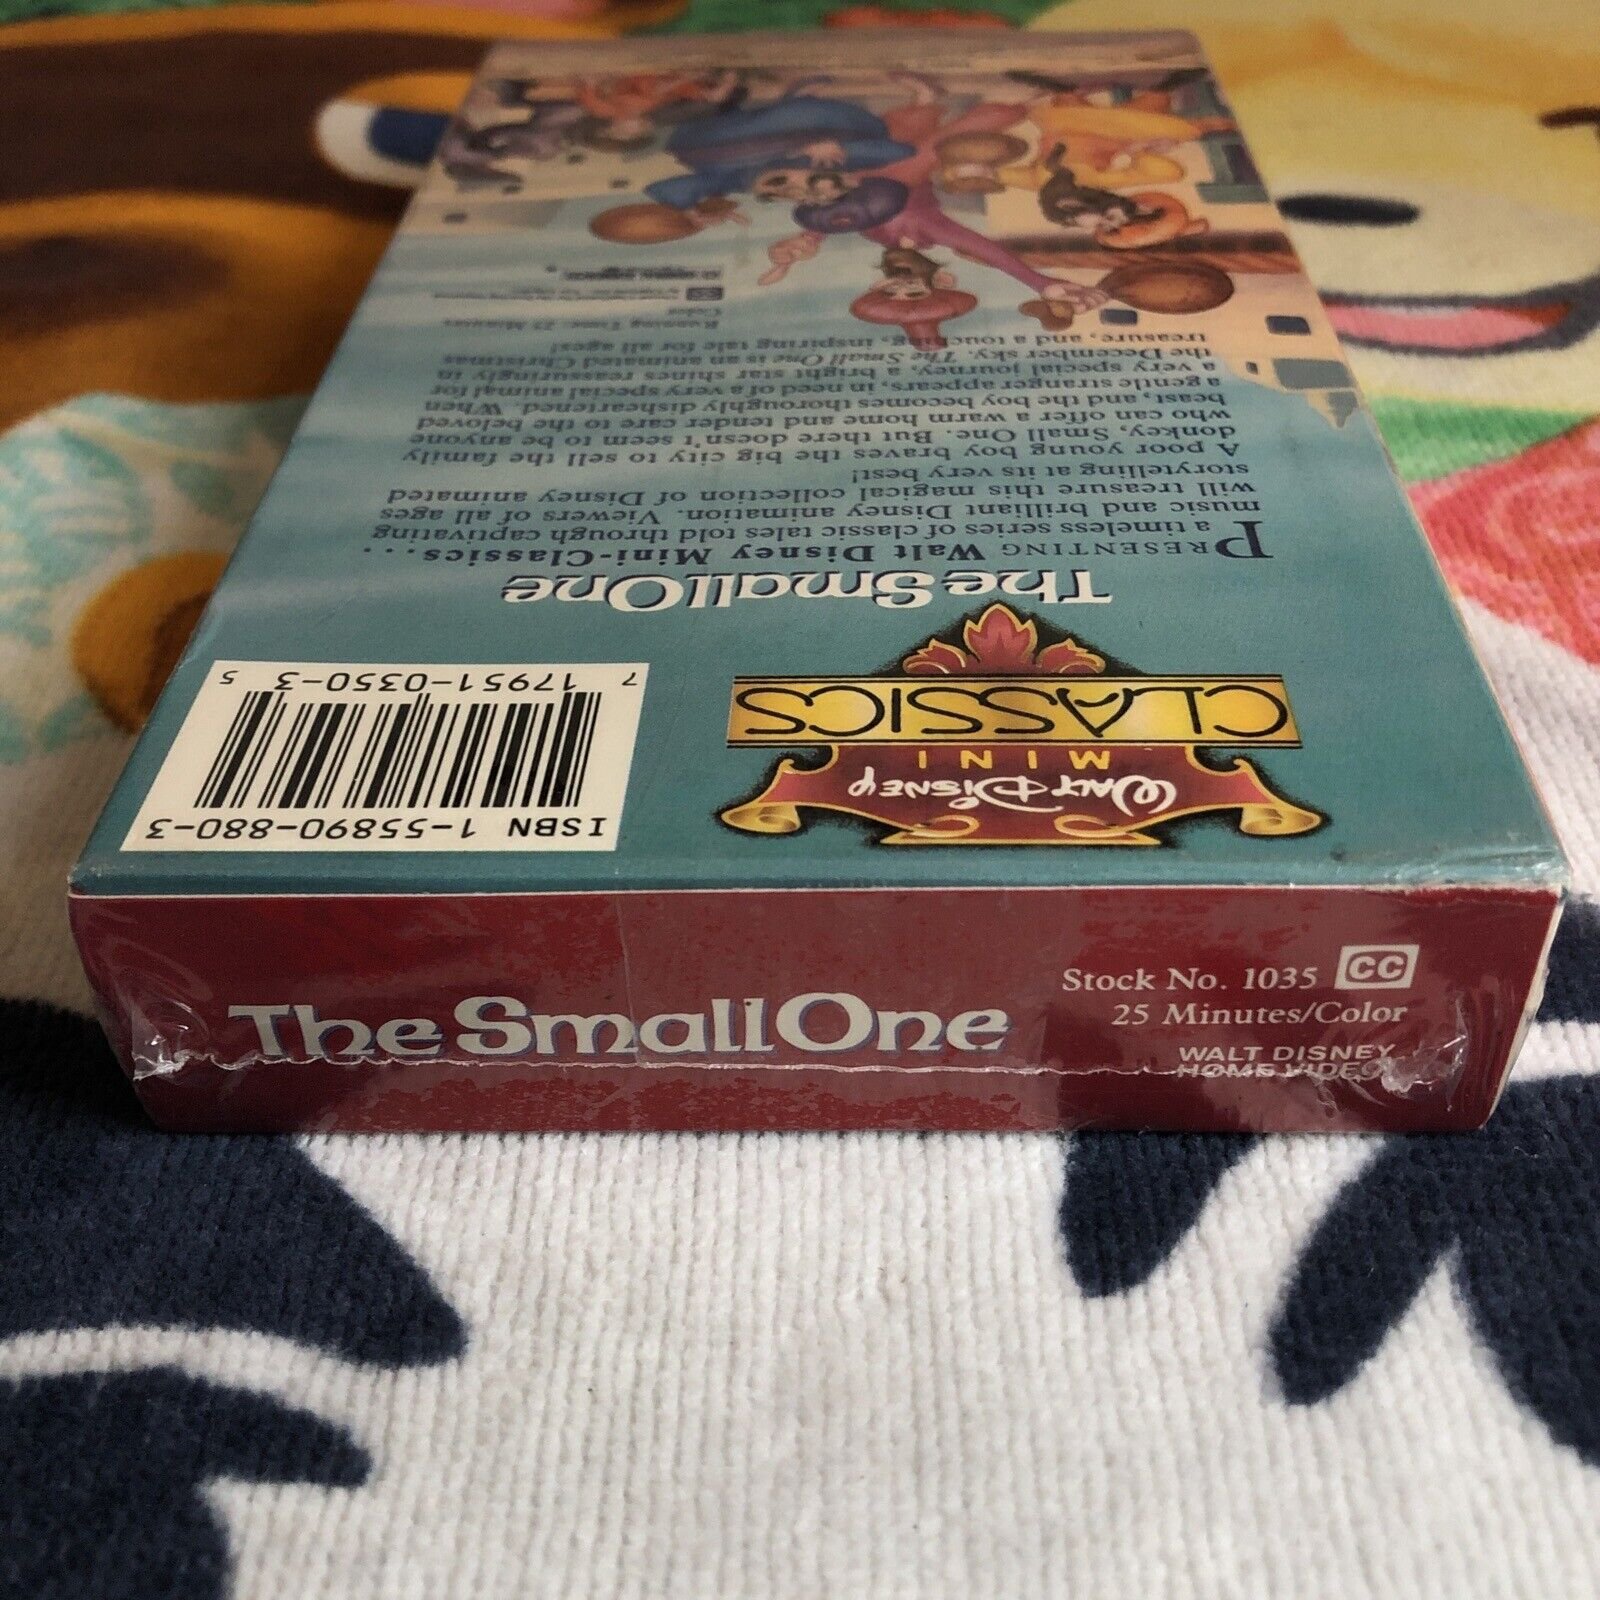 The Small One
Stock No. 1035 CC
25 Minutes/Color
WALT DISNEY
HOME VIDEO
WALT DISNEY
MINI
CLASSICS
The Small One
PRESENTING Walt Disney Mini-Classics...
a timeless series of classic tales told through captivating
music and brilliant Disney animation. Viewers of all ages
will treasure this magical collection of Disney animated
storytelling at its very best!
A poor young boy braves the big city to sell the family
donkey, Small One. But there doesn't seem to be anyone
who can offer a warm home and tender care to the beloved
beast, and the boy becomes thoroughly disheartened. When
a gentle stranger appears, in need of a very special animal for
a very special journey, a bright star shines reassuringly in
the December sky. The Small One is an animated Christmas
treasure, and a touching, inspiring tale for all ages!
Running Time: 25 Minutes
Color
CC
ISBN 1-55890-880-3
7 17951-0350-3 5